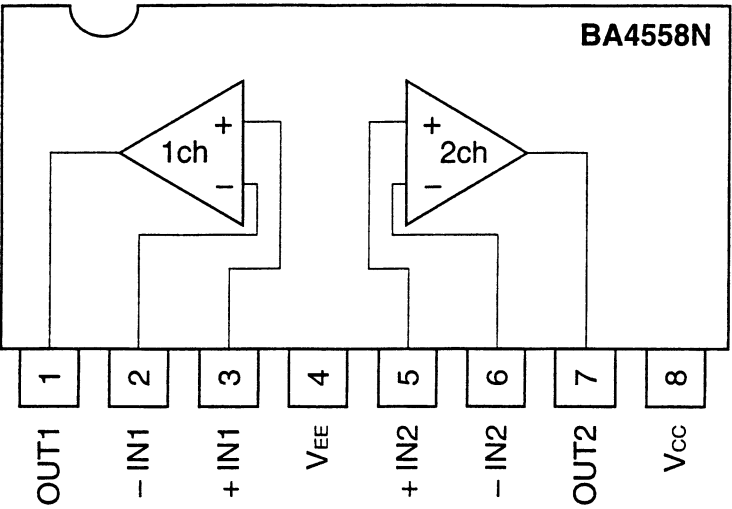 BA4558N
+ +
1ch 2ch
− −
1 2 3 4 5 6 7 8
OUT1
− IN1
+ IN1
VEE
+ IN2
− IN2
OUT2
VCC